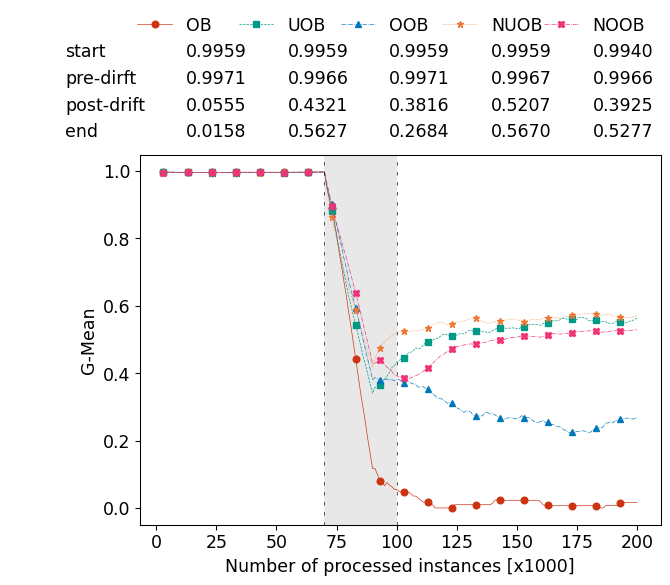 OB UOB OOB NUOB NOOB
start 0.9959 0.9959 0.9959 0.9959 0.9940
pre-dirft 0.9971 0.9966 0.9971 0.9967 0.9966
post-drift 0.0555 0.4321 0.3816 0.5207 0.3925
end 0.0158 0.5627 0.2684 0.5670 0.5277
1.0
0.8
0.6
0.4
0.2
0.0
G-Mean
0 25 50 75 100 125 150 175 200
Number of processed instances [x1000]